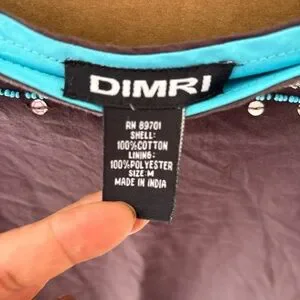 DIMRI
RN 89701
SHELL:
100%COTTON
LINING:
100%POLYESTER
SIZE:M
MADE IN INDIA